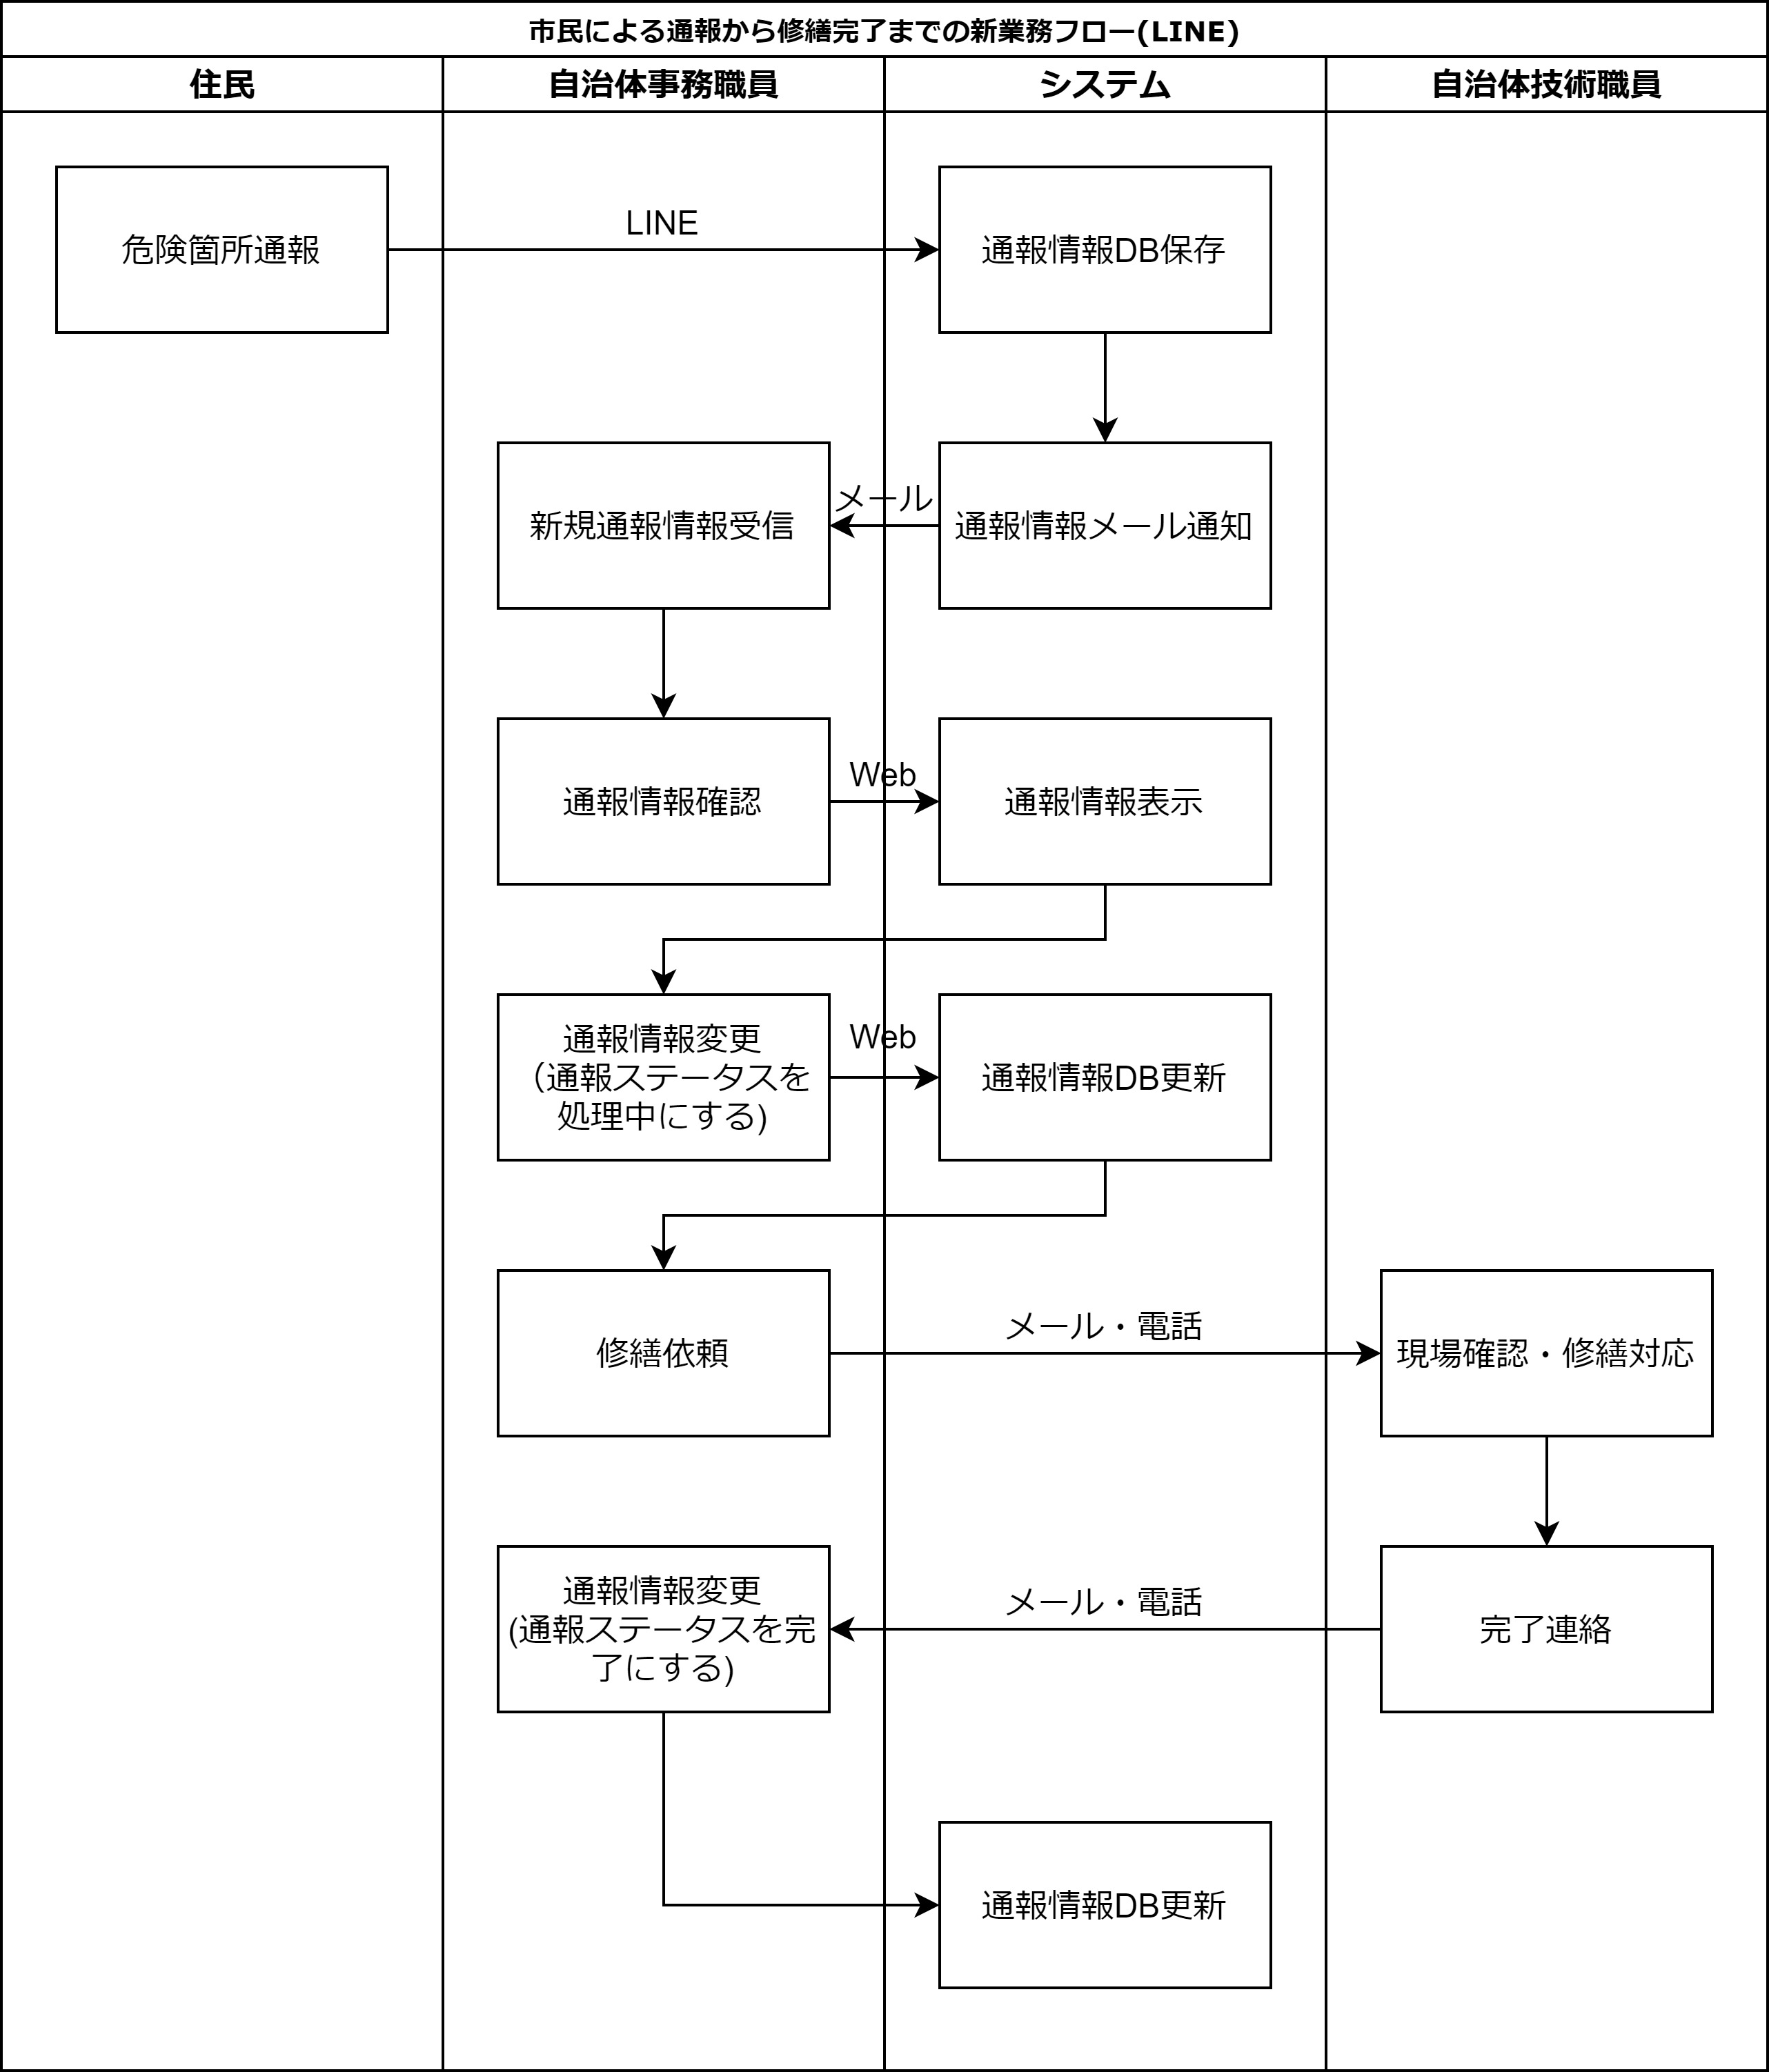 市民による通報から修繕完了までの新業務フロー(LINE)
住民
自治体事務職員
システム
自治体技術職員
危険箇所通報
LINE
通報情報DB保存
新規通報情報受信
メール
通報情報メール通知
通報情報確認
Web
通報情報表示
通報情報変更
（通報ステータスを
処理中にする)
Web
通報情報DB更新
修繕依頼
メール・電話
現場確認・修繕対応
通報情報変更
(通報ステータスを完
了にする)
メール・電話
完了連絡
通報情報DB更新